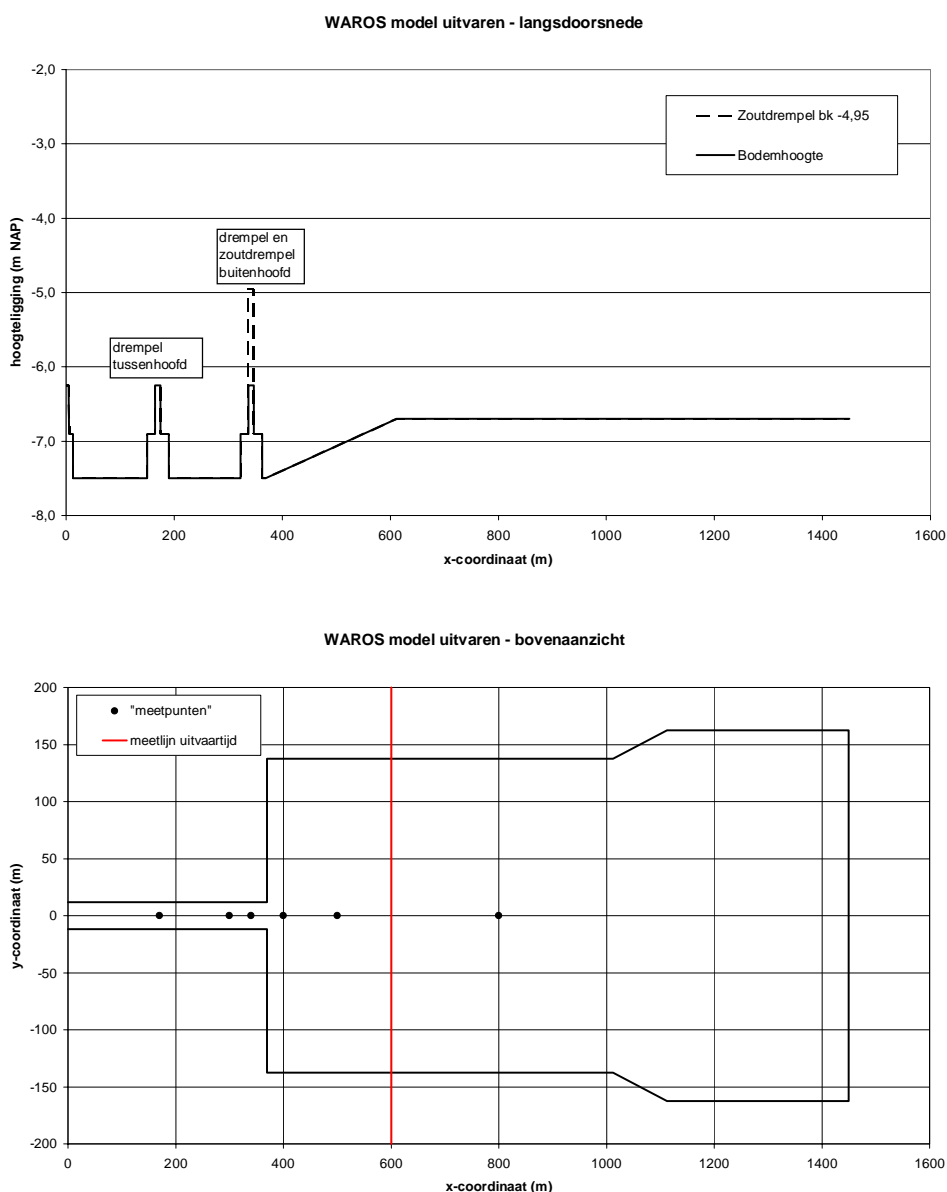 WAROS model uitvaren - langsdoorsnede
-2,0
-3,0
-4,0
-5,0
-6,0
-7,0
-8,0
hoogteligging (m NAP)
Zoutdrempel bk -4,95
Bodemhoogte
drempel en
zoutdrempel
buitenhoofd
drempel
tussenhoofd
0 200 400 600 800 1000 1200 1400 1600
x-coordinaat (m)
WAROS model uitvaren - bovenaanzicht
200
150
100
50
0
-50
-100
-150
-200
y-coordinaat (m)
"meetpunten"
meetlijn uitvaartijd
0 200 400 600 800 1000 1200 1400 1600
x-coordinaat (m)